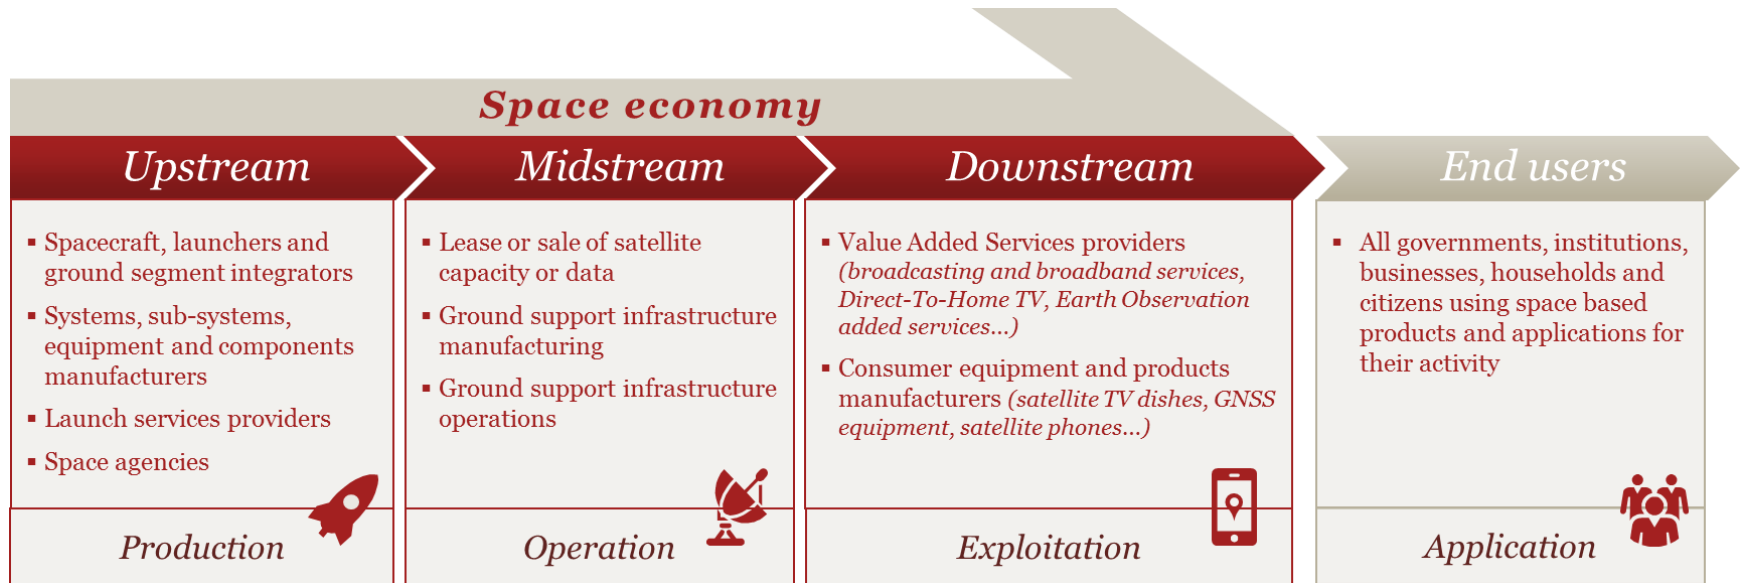 Space economy
Upstream
Midstream
Downstream
End users
▪ Spacecraft, launchers and
ground segment integrators
▪ Systems, sub-systems,
equipment and components
manufacturers
▪ Launch services providers
▪ Space agencies
▪ Lease or sale of satellite
capacity or data
▪ Ground support infrastructure
manufacturing
▪ Ground support infrastructure
operations
▪ Value Added Services providers
(broadcasting and broadband services,
Direct-To-Home TV, Earth Observation
added services...)
▪ Consumer equipment and products
manufacturers (satellite TV dishes, GNSS
equipment, satellite phones...)
▪ All governments, institutions,
businesses, households and
citizens using space based
products and applications for
their activity
Production
Operation
Exploitation
Application